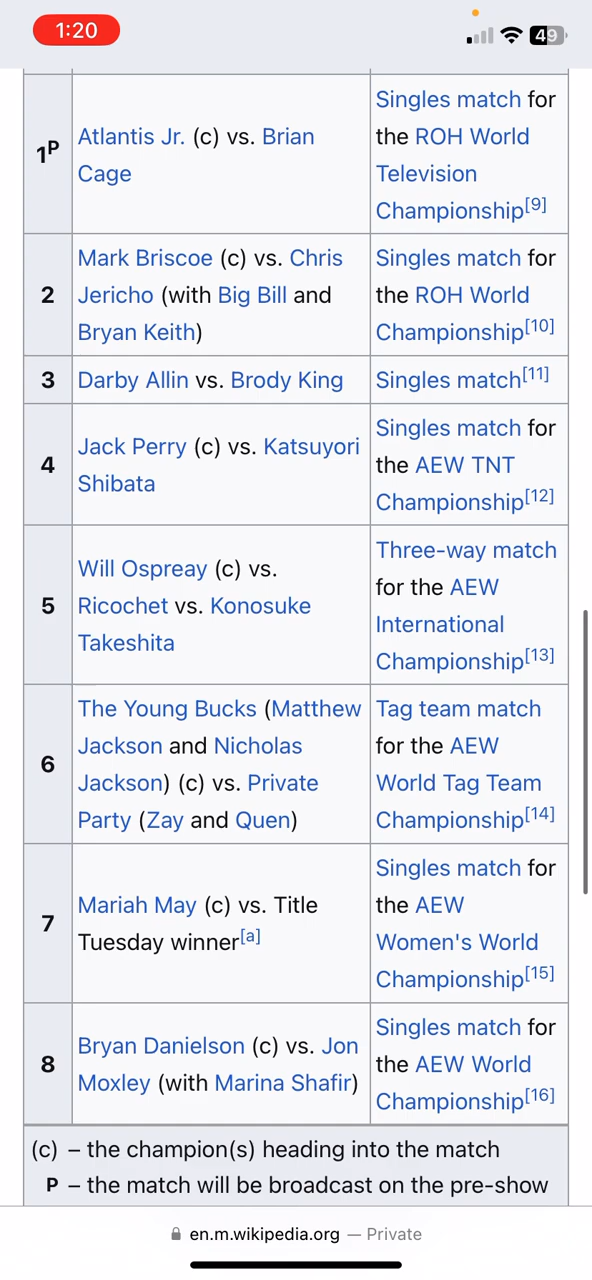 1:20
49
1P
Atlantis Jr. (c) vs. Brian
Cage
Singles match for
the ROH World
Television
Championship[9]
2
Mark Briscoe (c) vs. Chris
Jericho (with Big Bill and
Bryan Keith)
Singles match for
the ROH World
Championship[10]
3
Darby Allin vs. Brody King
Singles match[11]
4
Jack Perry (c) vs. Katsuyori
Shibata
Singles match for
the AEW TNT
Championship[12]
5
Will Ospreay (c) vs.
Ricochet vs. Konosuke
Takeshita
Three-way match
for the AEW
International
Championship[13]
6
The Young Bucks (Matthew
Jackson and Nicholas
Jackson) (c) vs. Private
Party (Zay and Quen)
Tag team match
for the AEW
World Tag Team
Championship[14]
7
Mariah May (c) vs. Title
Tuesday winner[a]
Singles match for
the AEW
Women's World
Championship[15]
8
Bryan Danielson (c) vs. Jon
Moxley (with Marina Shafir)
Singles match for
the AEW World
Championship[16]
(c) – the champion(s) heading into the match
P – the match will be broadcast on the pre-show
en.m.wikipedia.org — Private